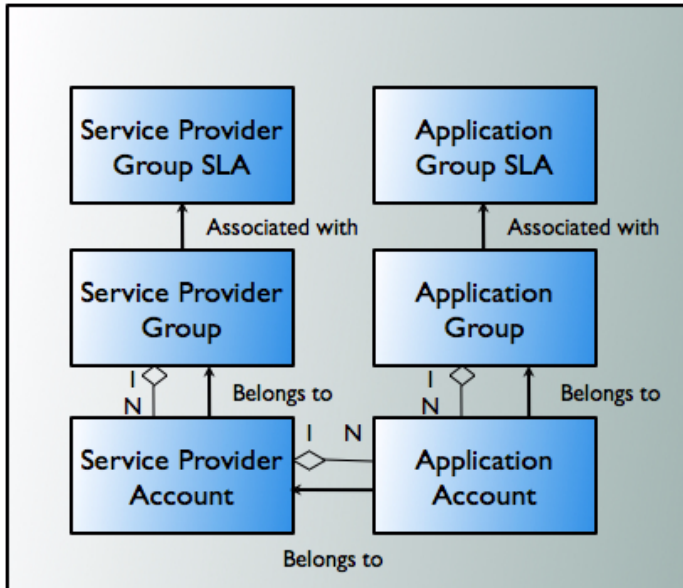 Service Provider
Group SLA
Application
Group SLA
Associated with
Associated with
Service Provider
Group
Application
Group
1
N
Belongs to
1
N
Belongs to
1
N
Service Provider
Account
Application
Account
Belongs to